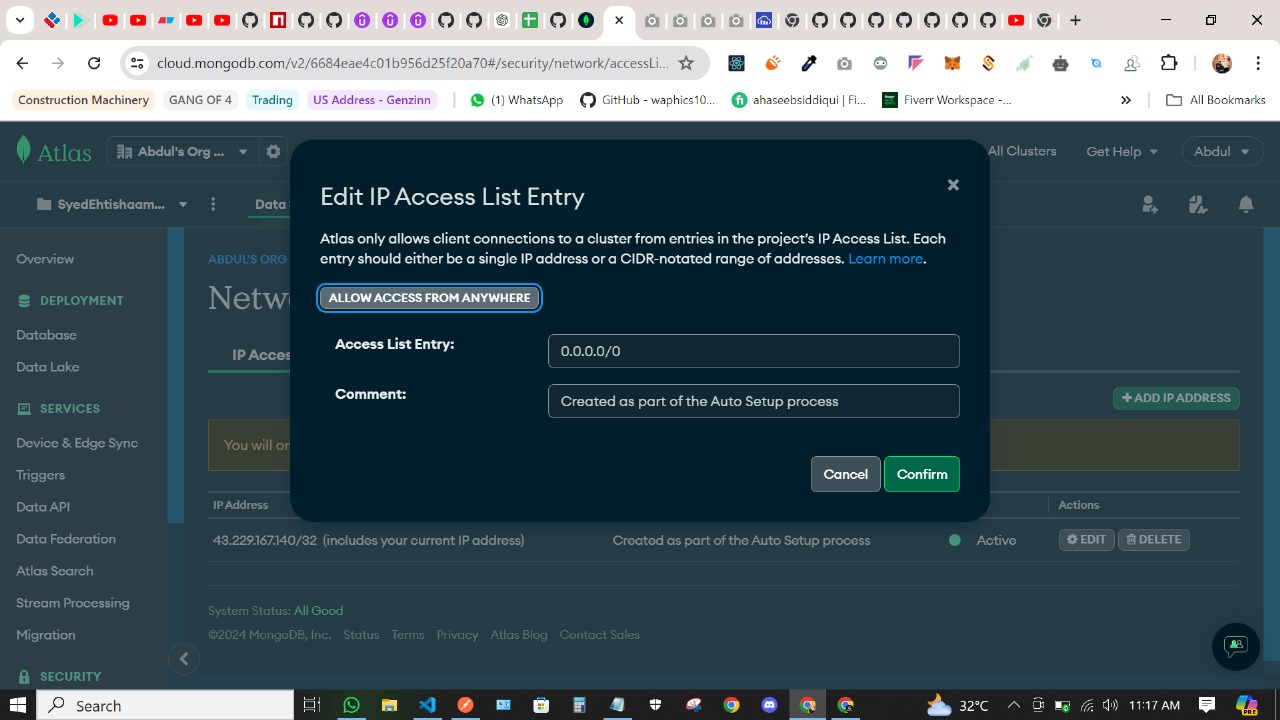 cloud.mongodb.com/v2/6684eae4c01b956d25f20a70#/security/network/accessLi...
Construction Machinery
GANG OF 4
Trading
US Address - Genzinn
(1) WhatsApp
GitHub - waphics10...
ahaseebsiddiqui | Fi...
Fiverr Workspace -...
All Bookmarks
Atlas
Abdul's Org ...
All Clusters
Get Help
Abdul
SyedEhtishaam...
Data
Overview
DEPLOYMENT
Database
Data Lake
SERVICES
Device & Edge Sync
Triggers
Data API
Data Federation
Atlas Search
Stream Processing
Migration
SECURITY
ABDUL'S ORG
Netwo
IP Acces
Edit IP Access List Entry
Atlas only allows client connections to a cluster from entries in the project's IP Access List. Each
entry should either be a single IP address or a CIDR-notated range of addresses. Learn more.
ALLOW ACCESS FROM ANYWHERE
Access List Entry:
0.0.0.0/0
Comment:
Created as part of the Auto Setup process
Cancel
Confirm
ADD IP ADDRESS
You will or
IP Address
Actions
43.229.167.140/32 (includes your current IP address)
Created as part of the Auto Setup process
Active
EDIT
DELETE
System Status: All Good
©2024 MongoDB, Inc. Status Terms Privacy Atlas Blog Contact Sales
Search
32°C
11:17 AM
PRE